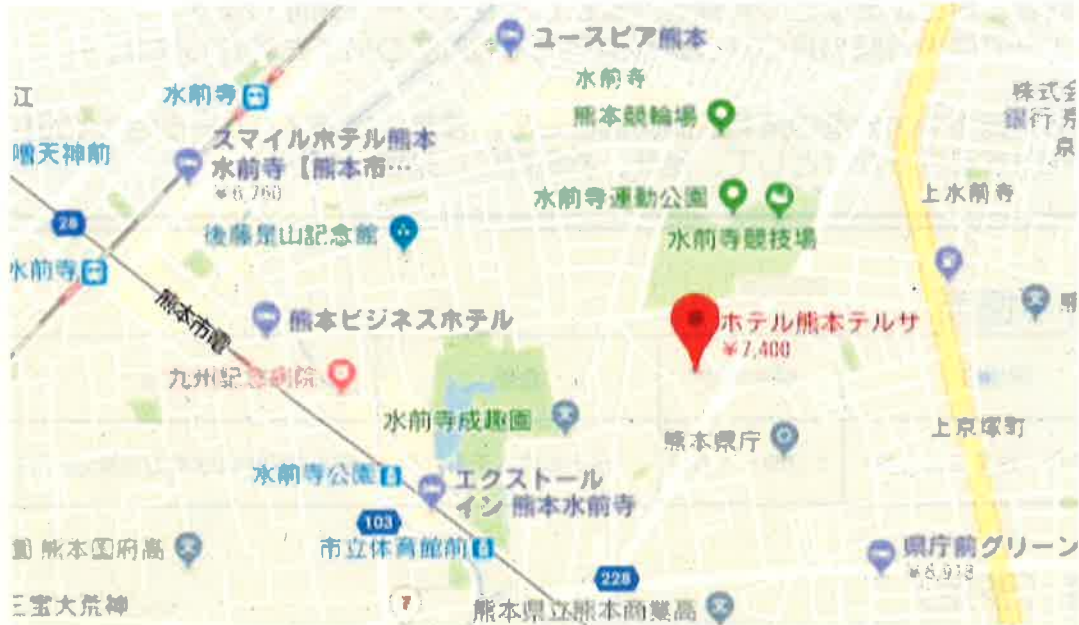 ユースピア熊本
水前寺
水前寺
熊本競輪場
江
スマイルホテル熊本
水前寺【熊本市…
¥6,760
水前寺運動公園
水前寺競技場
上水前寺
28
後藤是山記念館
水前寺
熊本市電
熊本ビジネスホテル
ホテル熊本テルサ
¥7,400
九州記念病院
水前寺成趣園
熊本県庁
上京塚町
水前寺公園
エクストール
イン 熊本水前寺
103
市立体育館前
熊本国府高
県庁前グリーン
228
三宝大荒神
7
熊本県立熊本商業高